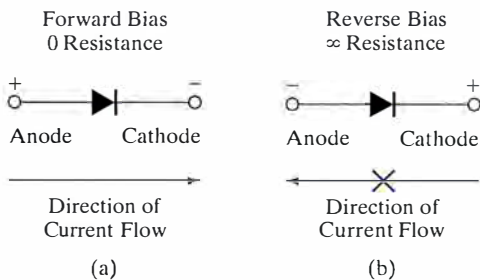 Forward Bias
0 Resistance
+
−
Anode
Cathode
Direction of
Current Flow
(a)
Reverse Bias
∞ Resistance
−
+
Anode
Cathode
Direction of
Current Flow
(b)